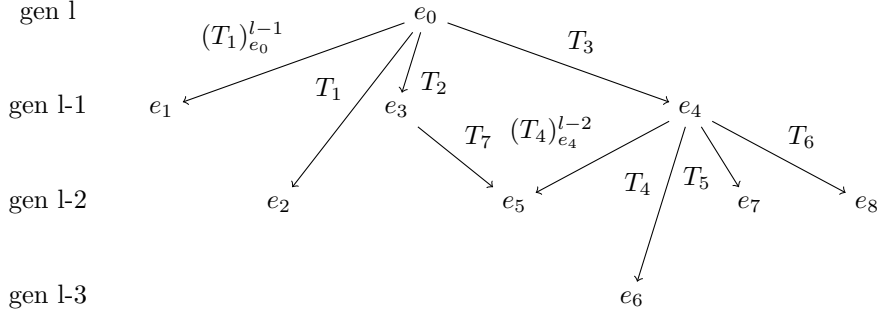 gen l
$e_0$
$(T_1)_{e_0}^{l-1}$
$T_3$
$T_1$
$T_2$
gen l-1
$e_1$
$e_3$
$e_4$
$T_7$
$(T_4)_{e_4}^{l-2}$
$T_6$
$T_4$
$T_5$
gen l-2
$e_2$
$e_5$
$e_7$
$e_8$
gen l-3
$e_6$